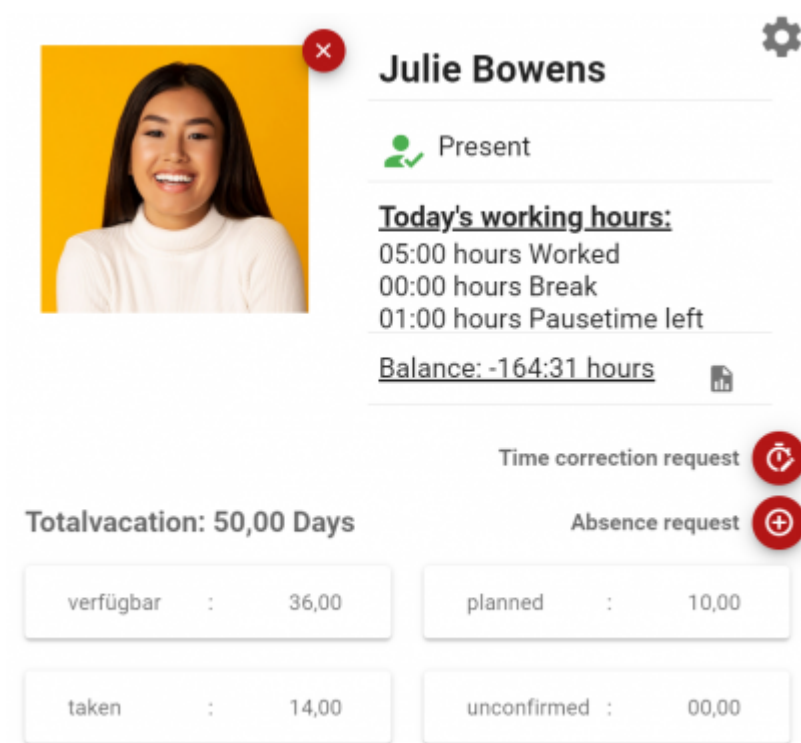 Julie Bowens
Present
Today's working hours:
05:00 hours Worked
00:00 hours Break
01:00 hours Pausetime left
Balance: -164:31 hours
Time correction request
Totalvacation: 50,00 Days
Absence request
verfügbar : 36,00
planned : 10,00
taken : 14,00
unconfirmed : 00,00